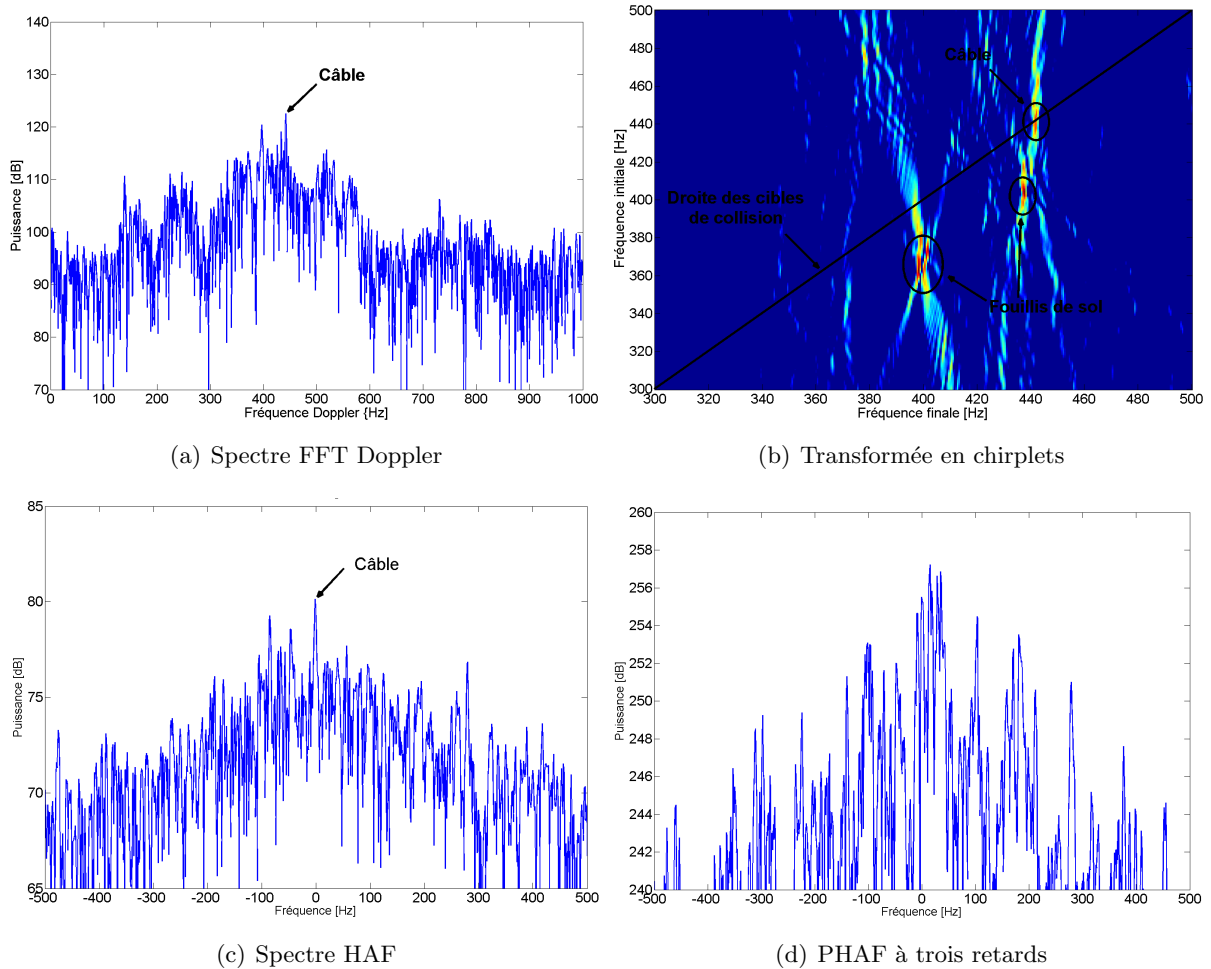 140
130
120
110
100
90
80
70
Puissance [dB]
Câble
0 100 200 300 400 500 600 700 800 900 1000
Fréquence Doppler {Hz]
(a) Spectre FFT Doppler
500
480
460
440
420
400
380
360
340
320
300
Fréquence initiale [Hz]
Câble
Droite des cibles
de collision
Fouillis de sol
300 320 340 360 380 400 420 440 460 480 500
Fréquence finale [Hz]
(b) Transformée en chirplets
85
80
75
70
65
Puissance [dB]
Câble
-500 -400 -300 -200 -100 0 100 200 300 400 500
Fréquence [Hz]
(c) Spectre HAF
260
258
256
254
252
250
248
246
244
242
240
Puissance [dB]
-500 -400 -300 -200 -100 0 100 200 300 400 500
Fréquence [Hz]
(d) PHAF à trois retards